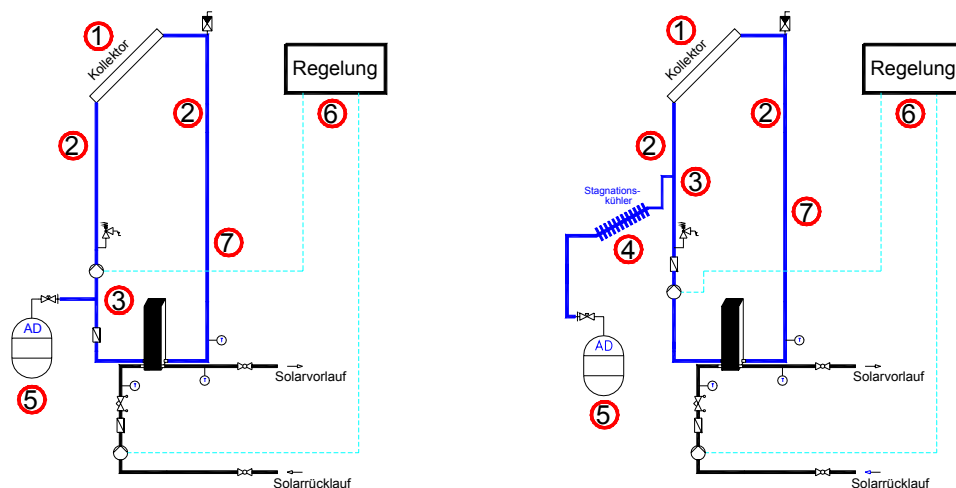 1
Kollektor
Regelung
6
2
2
7
3
AD
5
T
T
T
Solarvorlauf
Solarrücklauf
1
Kollektor
Regelung
6
2
2
3
Stagnations-
kühler
4
7
AD
5
T
T
T
Solarvorlauf
Solarrücklauf